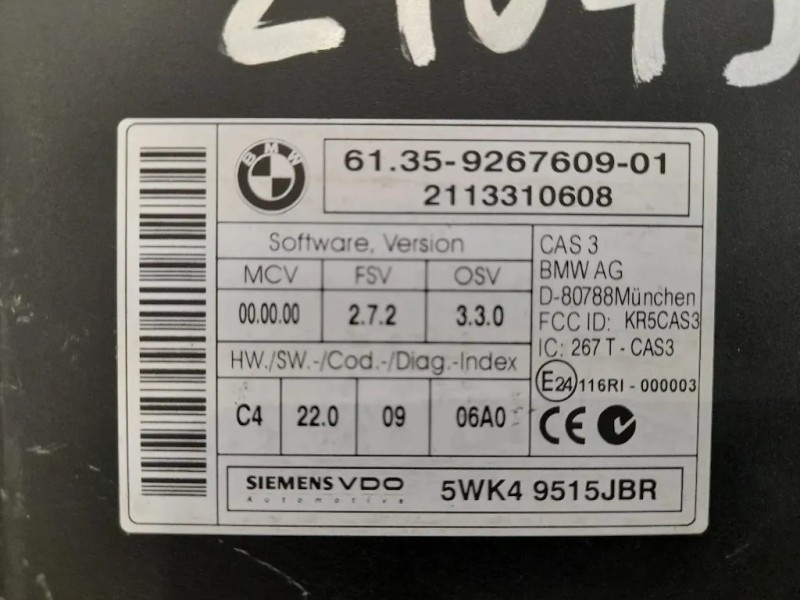 BMW
61.35-9267609-01
2113310608
Software, Version
MCV FSV OSV
00.00.00 2.7.2 3.3.0
HW./SW.-/Cod.-/Diag.-Index
C4 22.0 09 06A0
CAS 3
BMW AG
D-80788München
FCC ID: KR5CAS3
IC: 267 T - CAS3
E24 116RI - 000003
CE
SIEMENS VDO
Automotive
5WK4 9515JBR